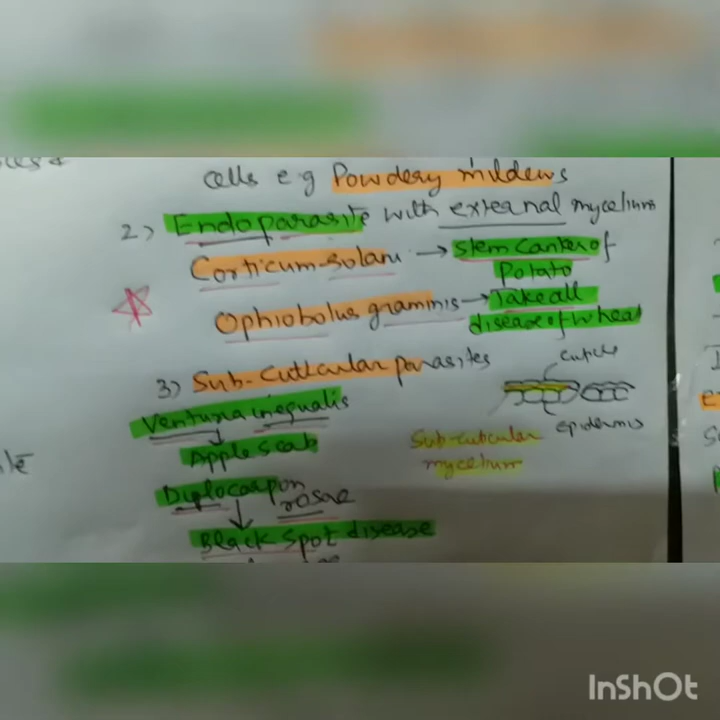 cells e.g Powdery mildews
2) Endoparasite with external mycelium
Corticum-solani → Stem Canker of
Potato
Ophiobolus graminis → Take all
disease of wheat
3) Sub-Cuticular parasites
cuticle
Venturia inequalis
epidermis
Apple scab
Sub-cuticular
mycelium
Diplocarpon
rosae
Black spot disease
InShOt